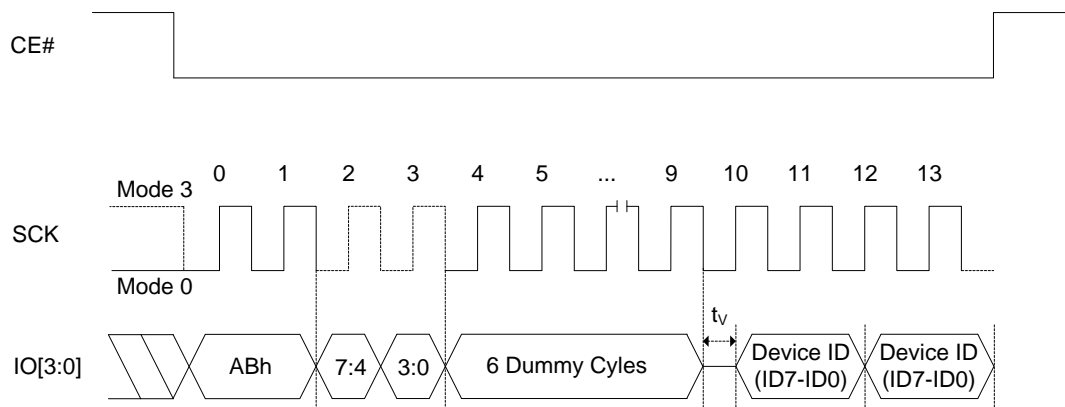 CE#
0 1 2 3 4 5 ... 9 10 11 12 13
Mode 3
SCK
Mode 0
tV
IO[3:0]
ABh 7:4 3:0 6 Dummy Cyles Device ID (ID7-ID0) Device ID (ID7-ID0)